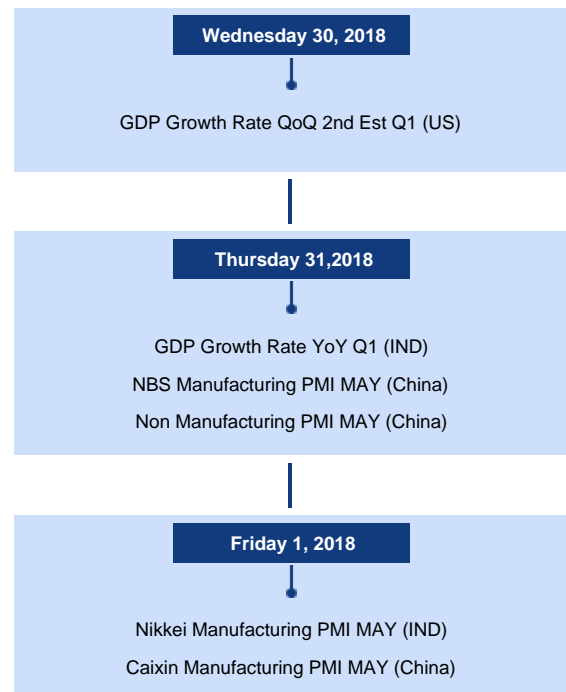 Wednesday 30, 2018
GDP Growth Rate QoQ 2nd Est Q1 (US)
Thursday 31,2018
GDP Growth Rate YoY Q1 (IND)
NBS Manufacturing PMI MAY (China)
Non Manufacturing PMI MAY (China)
Friday 1, 2018
Nikkei Manufacturing PMI MAY (IND)
Caixin Manufacturing PMI MAY (China)